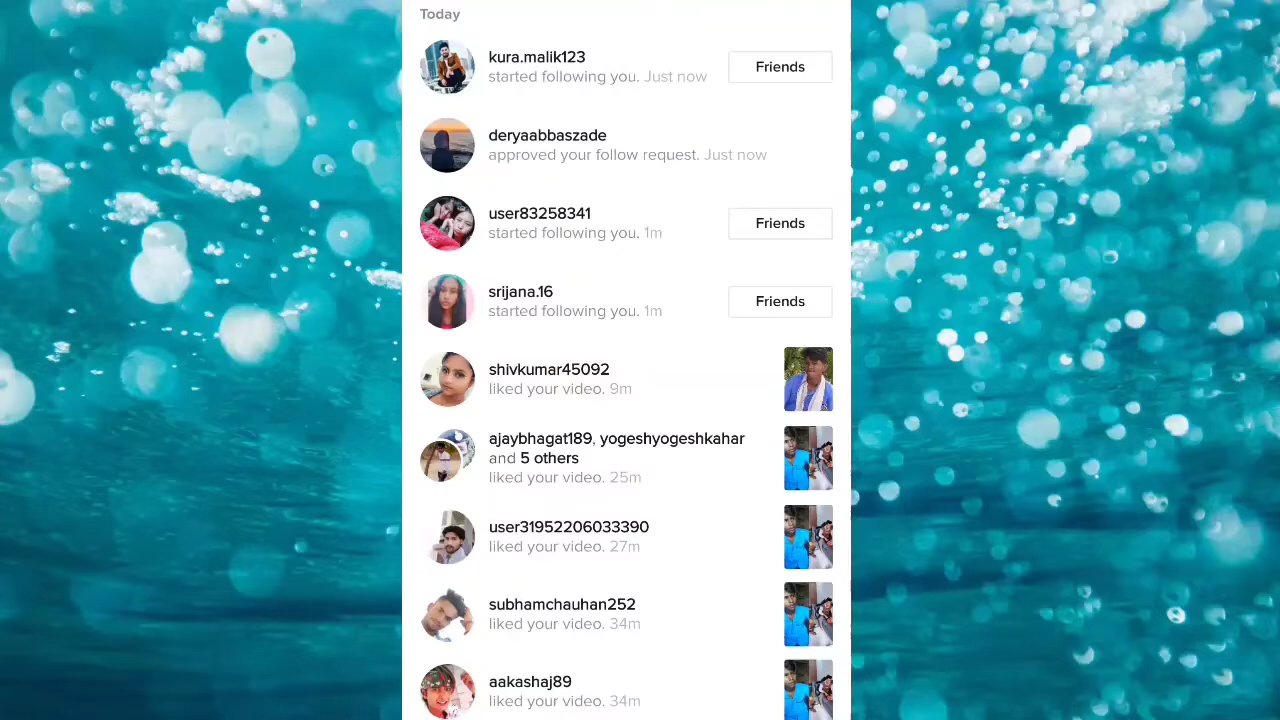 Today
kura.malik123
started following you. Just now
Friends
deryaabbaszade
approved your follow request. Just now
user83258341
started following you. 1m
Friends
srijana.16
started following you. 1m
Friends
shivkumar45092
liked your video. 9m
ajaybhagat189, yogeshyogeshkahar
and 5 others
liked your video. 25m
user31952206033390
liked your video. 27m
subhamchauhan252
liked your video. 34m
aakashaj89
liked your video. 34m